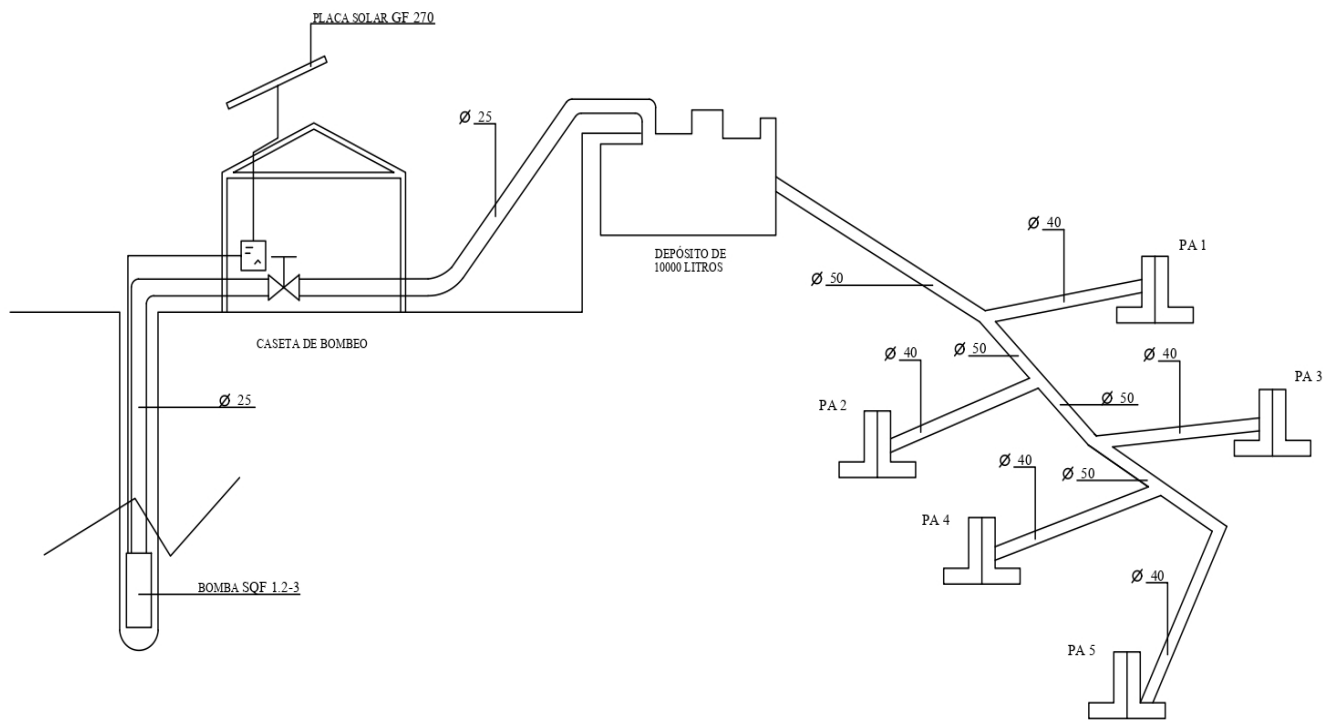 PLACA SOLAR GF 270
Ø 25
DEPÓSITO DE
10000 LITROS
Ø 40
PA 1
Ø 50
CASETA DE BOMBEO
Ø 40
Ø 50
Ø 40
PA 3
Ø 25
PA 2
Ø 50
Ø 40
Ø 50
PA 4
BOMBA SQF 1.2-3
Ø 40
PA 5